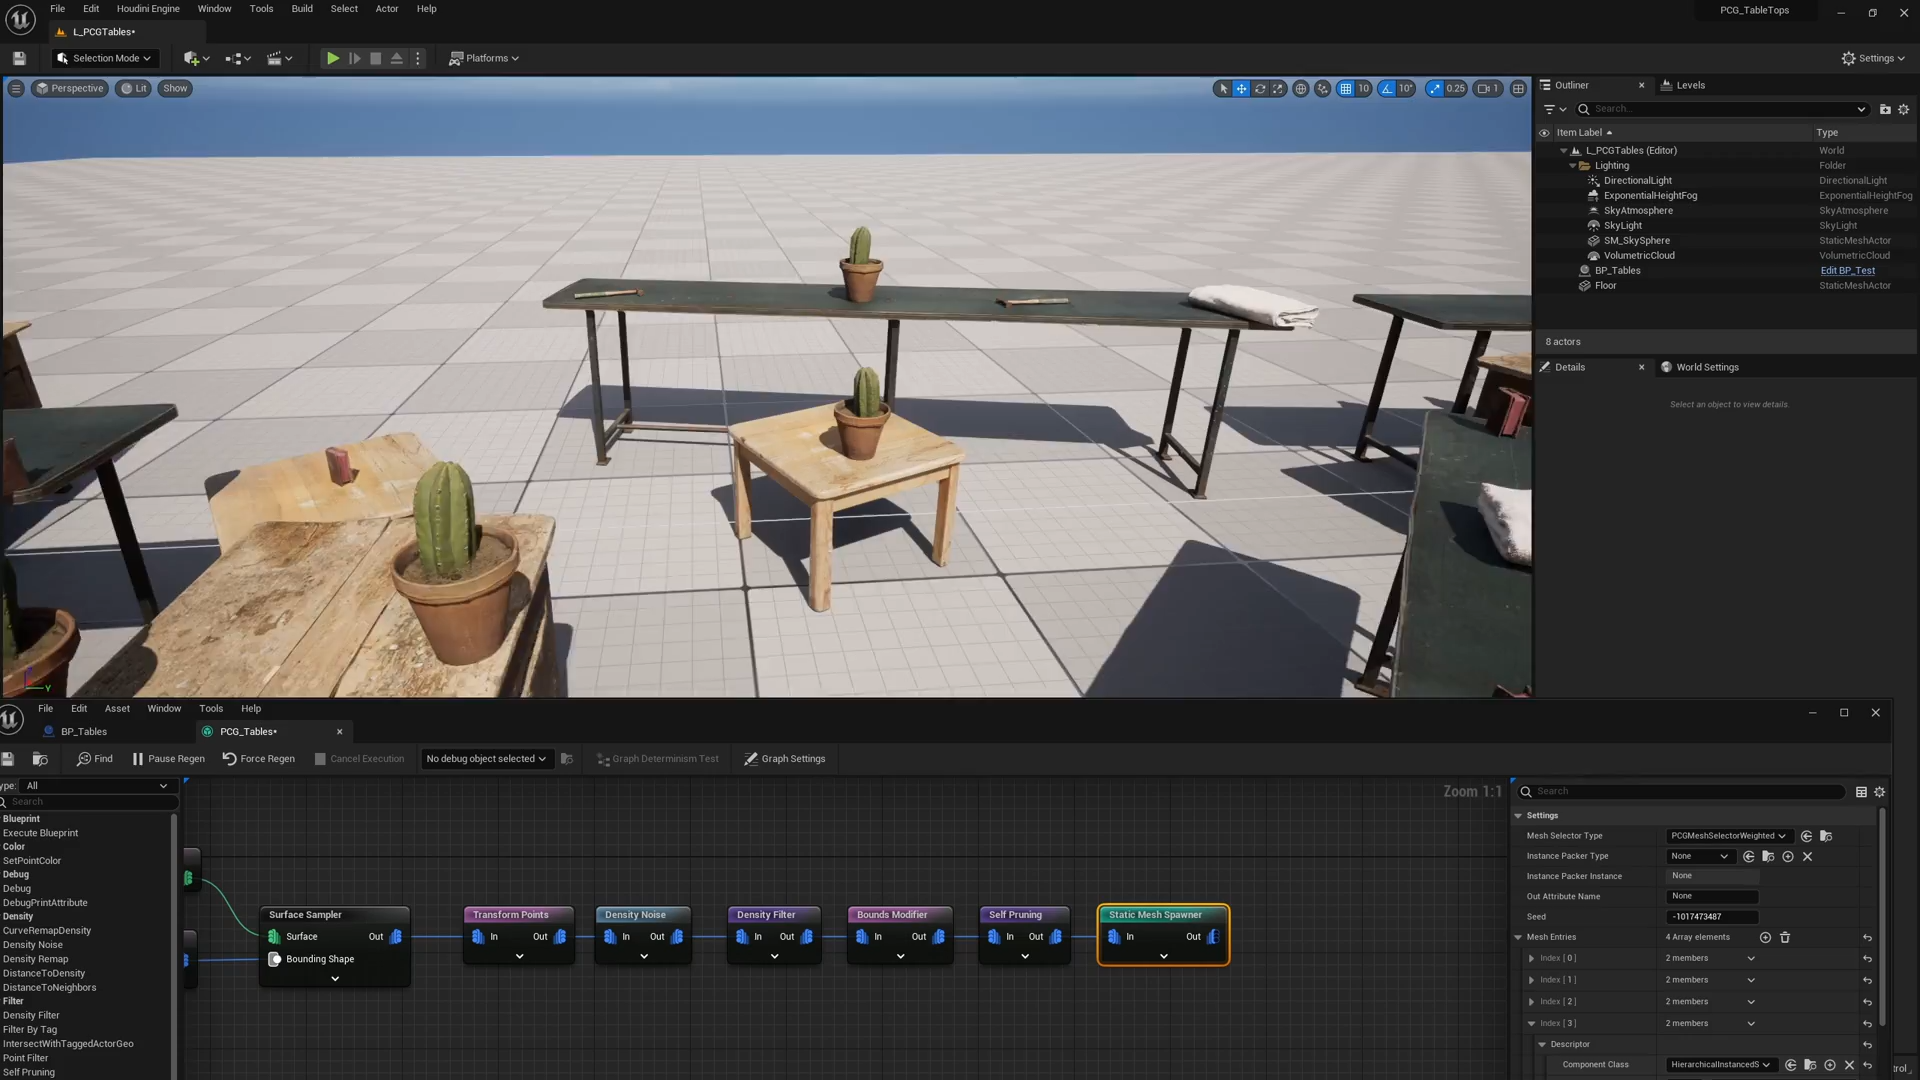 File Edit Houdini Engine Window Tools Build Select Actor Help
PCG_TableTops
L_PCGTables•
Selection Mode
Platforms
Settings
Perspective Lit Show
10 10° 0.25 1
Outliner Levels
Search...
Item Label Type
L_PCGTables (Editor) World
Lighting Folder
DirectionalLight DirectionalLight
ExponentialHeightFog ExponentialHeightFog
SkyAtmosphere SkyAtmosphere
SkyLight SkyLight
SM_SkySphere StaticMeshActor
VolumetricCloud VolumetricCloud
BP_Tables Edit BP_Test
Floor StaticMeshActor
8 actors
Details World Settings
Select an object to view details.
Y
File Edit Asset Window Tools Help
BP_Tables PCG_Tables•
Find Pause Regen Force Regen Cancel Execution No debug object selected Graph Determinism Test Graph Settings
ype: All
Search
Blueprint
Execute Blueprint
Color
SetPointColor
Debug
Debug
DebugPrintAttribute
Density
CurveRemapDensity
Density Noise
Density Remap
DistanceToDensity
DistanceToNeighbors
Filter
Density Filter
Filter By Tag
IntersectWithTaggedActorGeo
Point Filter
Self Pruning
Zoom 1:1
Surface Sampler
Surface Out
Bounding Shape
Transform Points
In Out
Density Noise
In Out
Density Filter
In Out
Bounds Modifier
In Out
Self Pruning
In Out
Static Mesh Spawner
In Out
Search
Settings
Mesh Selector Type PCGMeshSelectorWeighted
Instance Packer Type None
Instance Packer Instance None
Out Attribute Name None
Seed -1017473487
Mesh Entries 4 Array elements
Index [ 0 ] 2 members
Index [ 1 ] 2 members
Index [ 2 ] 2 members
Index [ 3 ] 2 members
Descriptor
Component Class HierarchicalInstancedS
rol